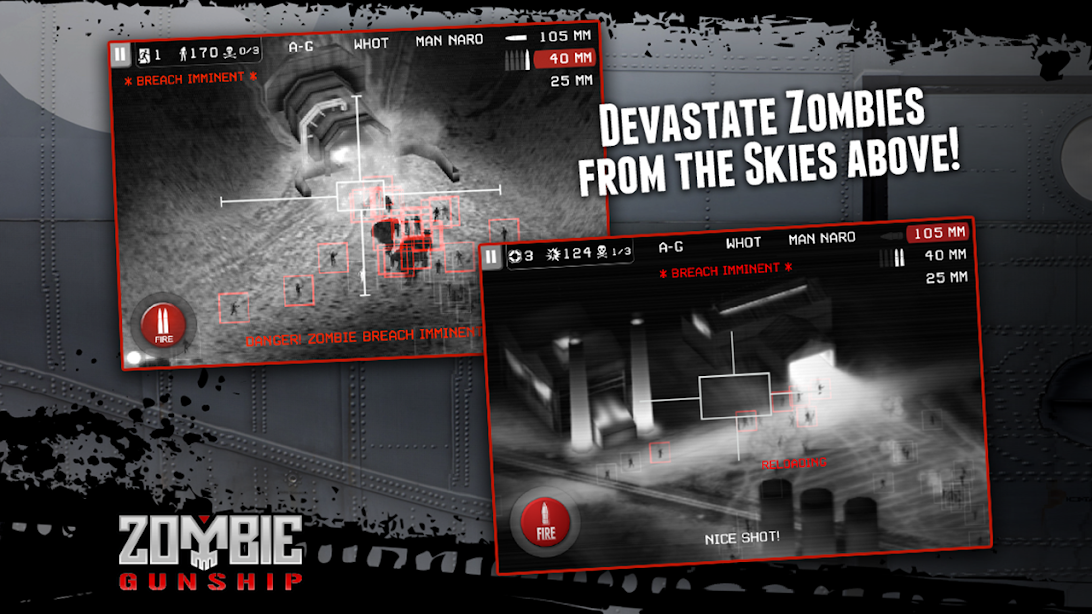 1 170 0/3 A-G WHOT MAN NARO 105 MM
40 MM
25 MM
* BREACH IMMINENT *
FIRE
DANGER! ZOMBIE BREACH IMMINENT
DEVASTATE ZOMBIES
FROM THE SKIES ABOVE!
3 124 1/3 A-G WHOT MAN NARO 105 MM
40 MM
25 MM
* BREACH IMMINENT *
RELOADING
FIRE
NICE SHOT!
ZOMBIE
GUNSHIP